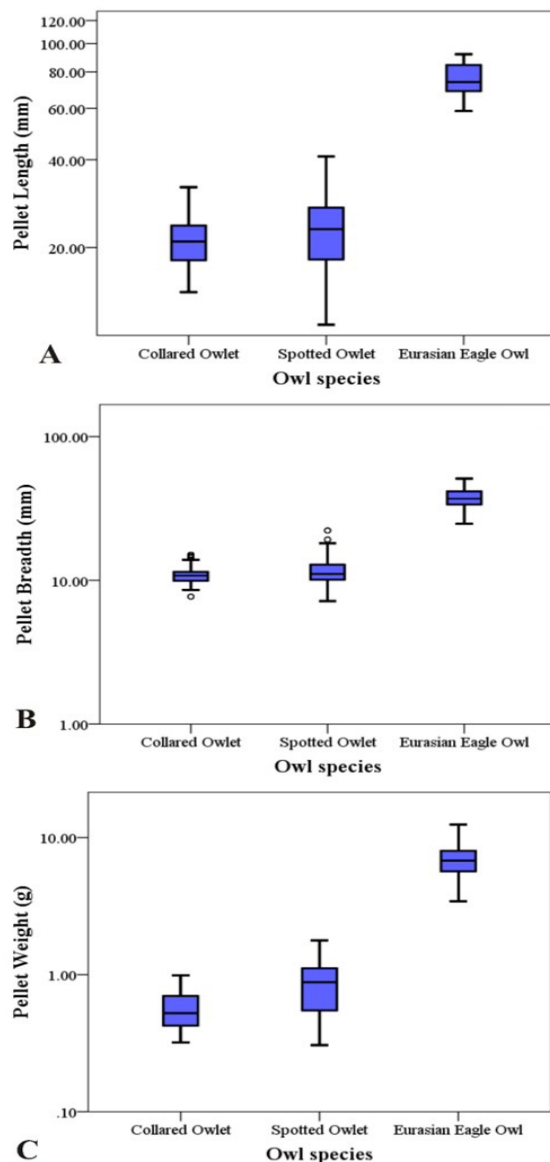 120.00
100.00
80.00
60.00
40.00
20.00
Pellet Length (mm)
Collared Owlet Spotted Owlet Eurasian Eagle Owl
A
Owl species
100.00
10.00
1.00
Pellet Breadth (mm)
Collared Owlet Spotted Owlet Eurasian Eagle Owl
B
Owl species
10.00
1.00
.10
Pellet Weight (g)
Collared Owlet Spotted Owlet Eurasian Eagle Owl
C
Owl species